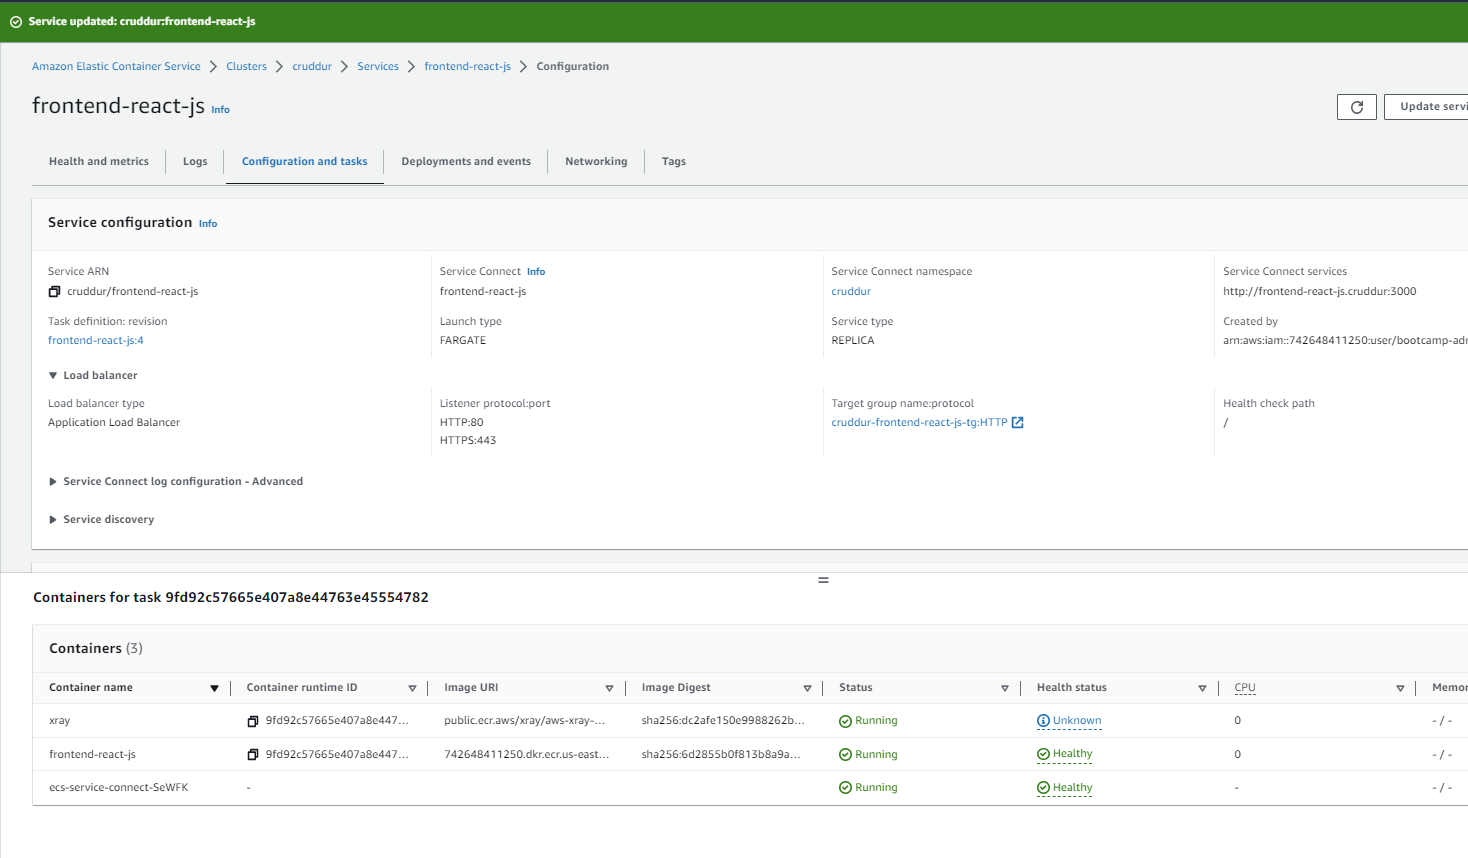 Service updated: cruddur:frontend-react-js
Amazon Elastic Container Service > Clusters > cruddur > Services > frontend-react-js > Configuration
frontend-react-js Info
Update servi
Health and metrics Logs Configuration and tasks Deployments and events Networking Tags
Service configuration Info
Service ARN Service Connect Info Service Connect namespace Service Connect services
cruddur/frontend-react-js frontend-react-js cruddur http://frontend-react-js.cruddur:3000
Task definition: revision Launch type Service type Created by
frontend-react-js:4 FARGATE REPLICA arn:aws:iam::742648411250:user/bootcamp-adm
Load balancer
Load balancer type Listener protocol:port Target group name:protocol Health check path
Application Load Balancer HTTP:80 cruddur-frontend-react-js-tg:HTTP /
HTTPS:443
Service Connect log configuration - Advanced
Service discovery
Containers for task 9fd92c57665e407a8e44763e45554782
Containers (3)
Container name Container runtime ID Image URI Image Digest Status Health status CPU Memor
xray 9fd92c57665e407a8e447... public.ecr.aws/xray/aws-xray-... sha256:dc2afe150e9988262b... Running Unknown 0 - / -
frontend-react-js 9fd92c57665e407a8e447... 742648411250.dkr.ecr.us-east... sha256:6d2855b0f813b8a9a... Running Healthy 0 - / -
ecs-service-connect-SeWFK - Running Healthy - - / -